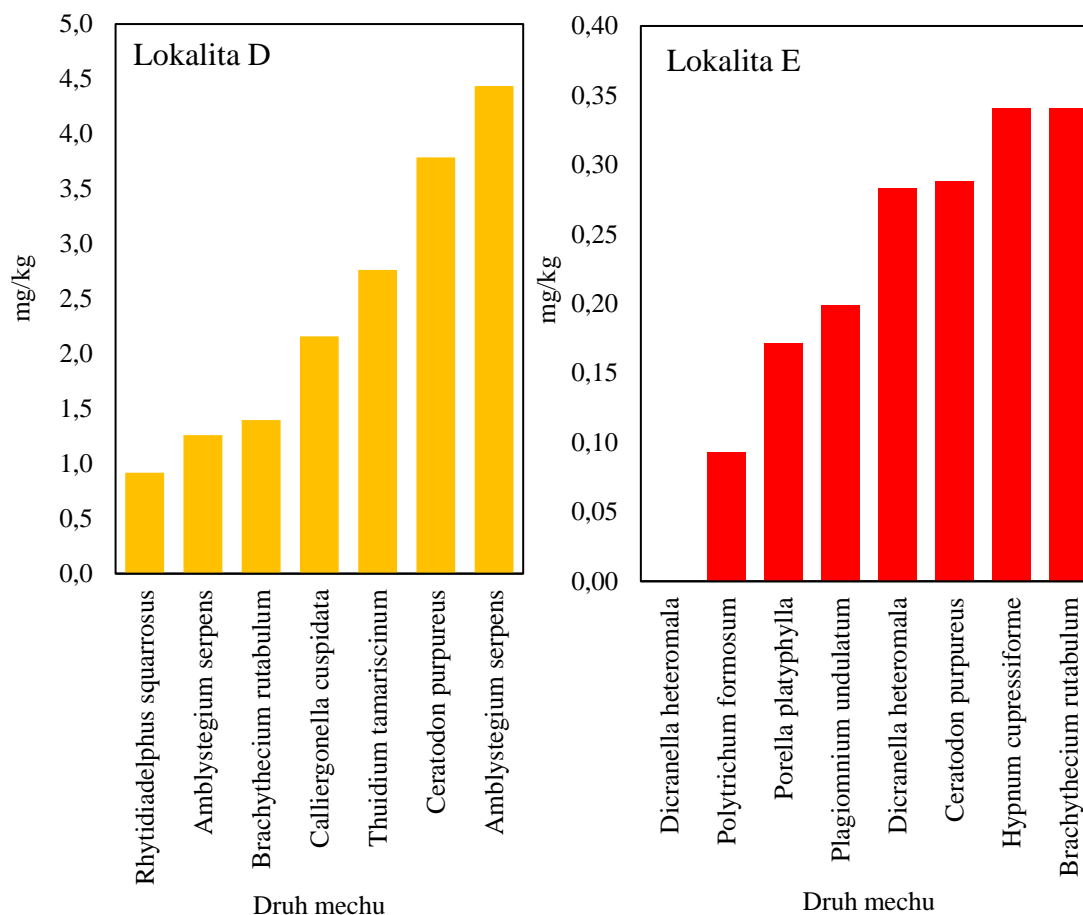 Lokalita D
mg/kg
5,0
4,5
4,0
3,5
3,0
2,5
2,0
1,5
1,0
0,5
0,0
Rhytidiadelphus squarrosus
Amblystegium serpens
Brachythecium rutabulum
Calliergonella cuspidata
Thuidium tamariscinum
Ceratodon purpureus
Amblystegium serpens
Druh mechu
Lokalita E
mg/kg
0,40
0,35
0,30
0,25
0,20
0,15
0,10
0,05
0,00
Dicranella heteromala
Polytrichum formosum
Porella platyphylla
Plagiomnium undulatum
Dicranella heteromala
Ceratodon purpureus
Hypnum cupressiforme
Brachythecium rutabulum
Druh mechu